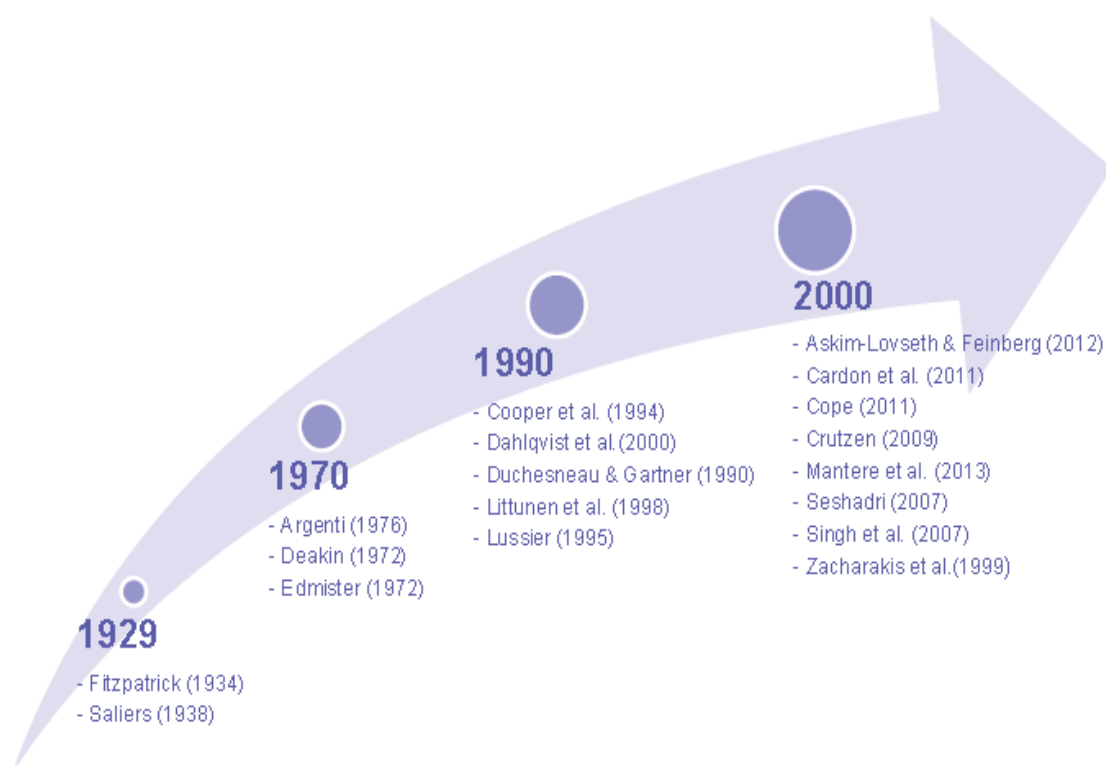 1929
- Fitzpatrick (1934)
- Saliers (1938)
1970
- Argenti (1976)
- Deakin (1972)
- Edmister (1972)
1990
- Cooper et al. (1994)
- Dahlqvist et al.(2000)
- Duchesneau & Gartner (1990)
- Littunen et al. (1998)
- Lussier (1995)
2000
- Askim-Lovseth & Feinberg (2012)
- Cardon et al. (2011)
- Cope (2011)
- Crutzen (2009)
- Mantere et al. (2013)
- Seshadri (2007)
- Singh et al. (2007)
- Zacharakis et al.(1999)